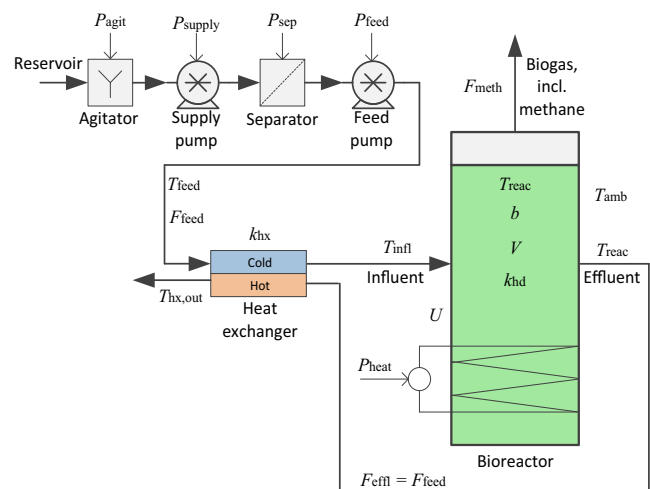 Pagit
Psupply
Psep
Pfeed
Reservoir
Agitator
Supply
pump
Separator
Feed
pump
Fmeth
Biogas,
incl.
methane
Tfeed
Ffeed
khx
Cold
Hot
Heat
exchanger
Thx,out
Tinfl
Influent
Treac
b
V
khd
U
Tamb
Treac
Effluent
Pheat
Bioreactor
Feffl = Ffeed